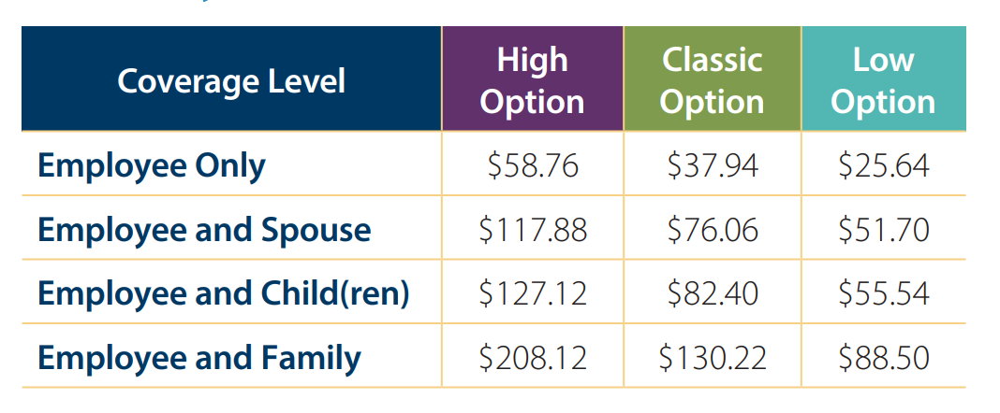 Coverage Level High Option Classic Option Low Option
Employee Only $58.76 $37.94 $25.64
Employee and Spouse $117.88 $76.06 $51.70
Employee and Child(ren) $127.12 $82.40 $55.54
Employee and Family $208.12 $130.22 $88.50